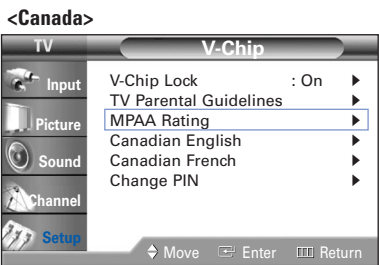 <Canada>
TV
V-Chip
Input
Picture
Sound
Channel
Setup
V-Chip Lock : On
TV Parental Guidelines
MPAA Rating
Canadian English
Canadian French
Change PIN
Move Enter Return